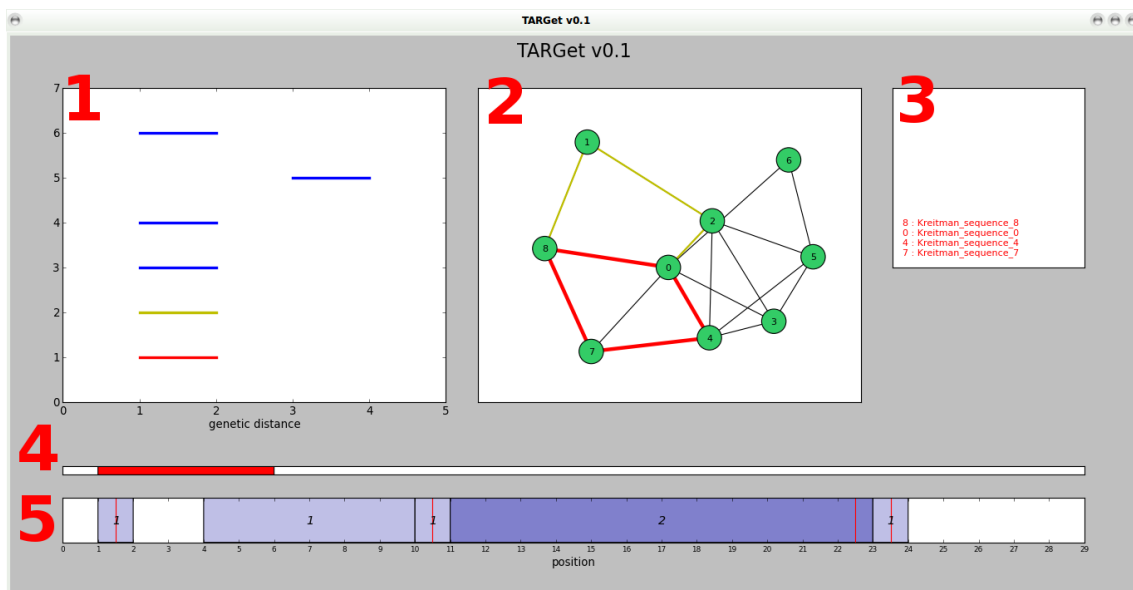 TARGet v0.1
TARGet v0.1
1
7
6
5
4
3
2
1
0
0 1 2 3 4 5
genetic distance
2
1
6
2
8
0
5
3
4
7
3
8 : Kreitman_sequence_8
0 : Kreitman_sequence_0
4 : Kreitman_sequence_4
7 : Kreitman_sequence_7
4
5
1 1 1 2 1
0 1 2 3 4 5 6 7 8 9 10 11 12 13 14 15 16 17 18 19 20 21 22 23 24 25 26 27 28 29
position